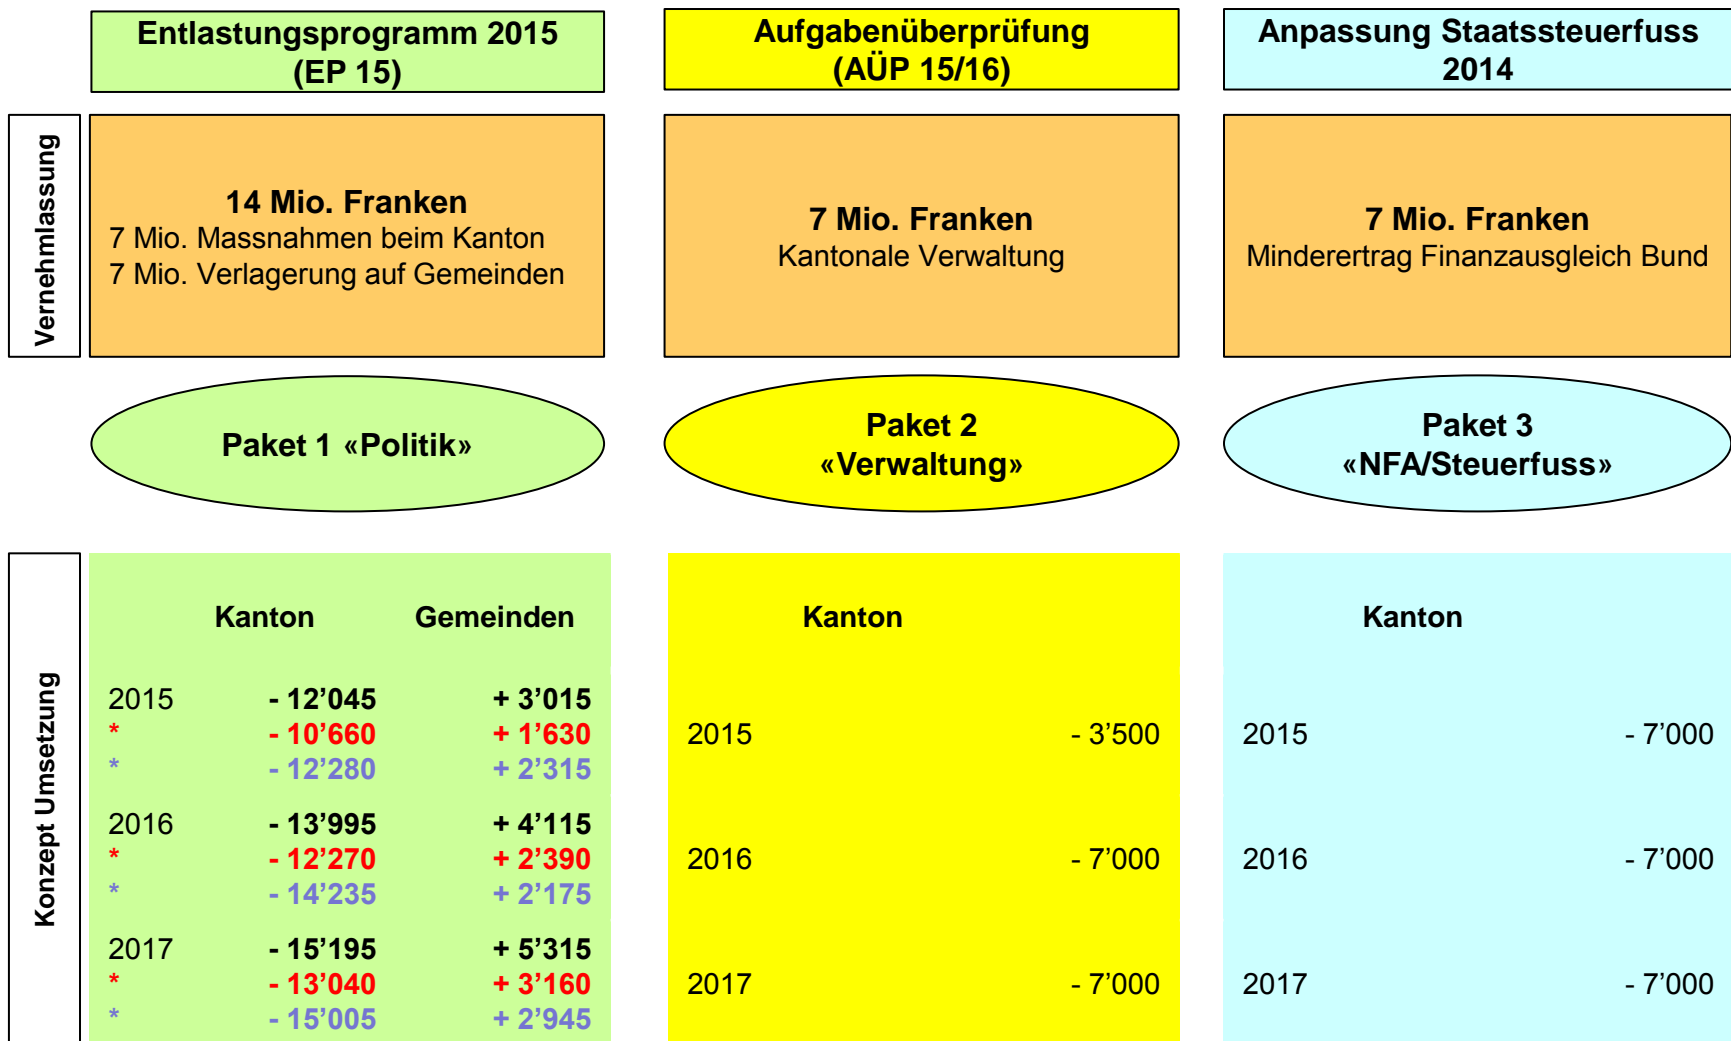 Entlastungsprogramm 2015
(EP 15)
Aufgabenüberprüfung
(AÜP 15/16)
Anpassung Staatssteuerfuss
2014
Vernehmlassung
14 Mio. Franken
7 Mio. Massnahmen beim Kanton
7 Mio. Verlagerung auf Gemeinden
7 Mio. Franken
Kantonale Verwaltung
7 Mio. Franken
Minderertrag Finanzausgleich Bund
Paket 1 «Politik»
Paket 2
«Verwaltung»
Paket 3
«NFA/Steuerfuss»
Konzept Umsetzung
Kanton Gemeinden
2015 - 12’045 + 3’015
* - 10’660 + 1’630
* - 12’280 + 2’315
2016 - 13’995 + 4’115
* - 12’270 + 2’390
* - 14’235 + 2’175
2017 - 15’195 + 5’315
* - 13’040 + 3’160
* - 15’005 + 2’945
Kanton
2015 - 3’500
2016 - 7’000
2017 - 7’000
Kanton
2015 - 7’000
2016 - 7’000
2017 - 7’000